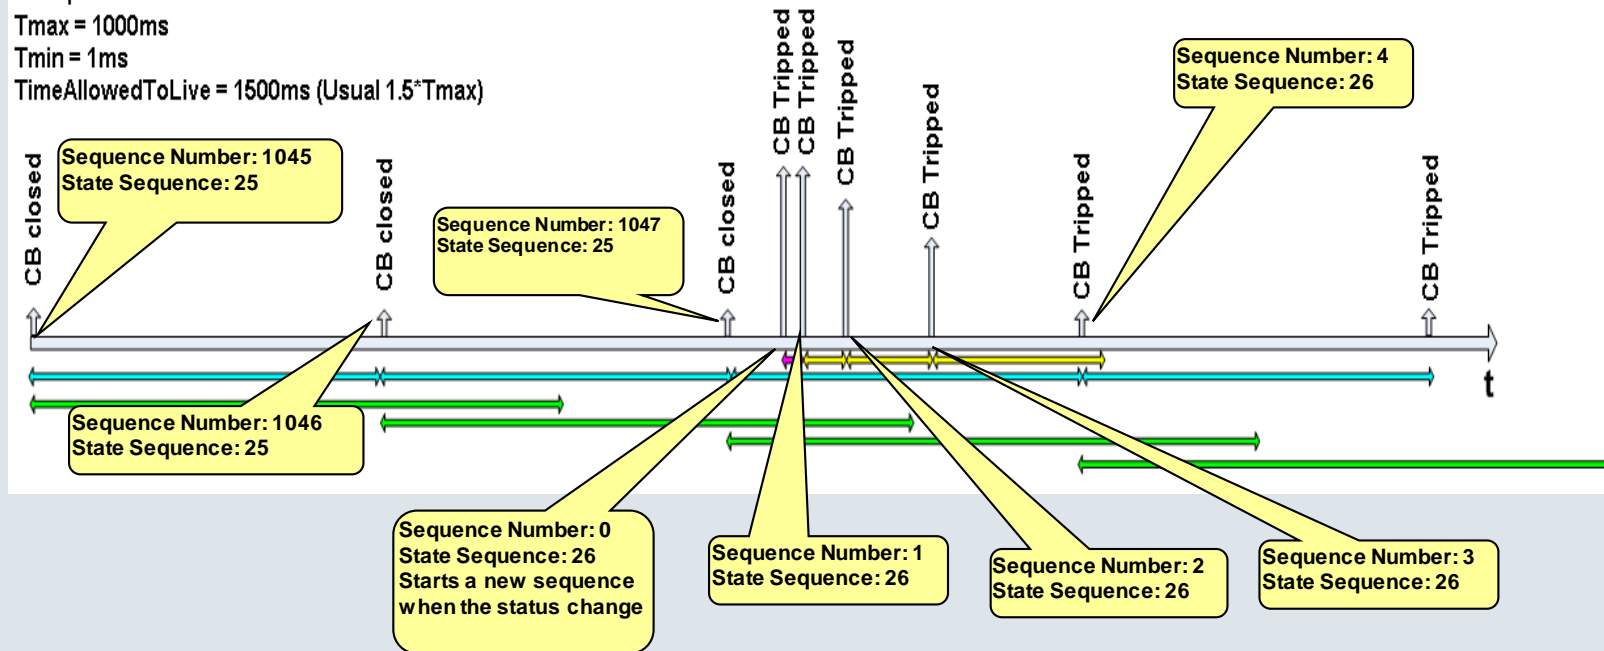 Tmax = 1000ms
Tmin = 1ms
TimeAllowedToLive = 1500ms (Usual 1.5*Tmax)
CB closed
Sequence Number: 1045
State Sequence: 25
CB closed
Sequence Number: 1046
State Sequence: 25
Sequence Number: 1047
State Sequence: 25
CB closed
CB Tripped
CB Tripped
CB Tripped
CB Tripped
CB Tripped
Sequence Number: 4
State Sequence: 26
CB Tripped
t
Sequence Number: 0
State Sequence: 26
Starts a new sequence
when the status change
Sequence Number: 1
State Sequence: 26
Sequence Number: 2
State Sequence: 26
Sequence Number: 3
State Sequence: 26